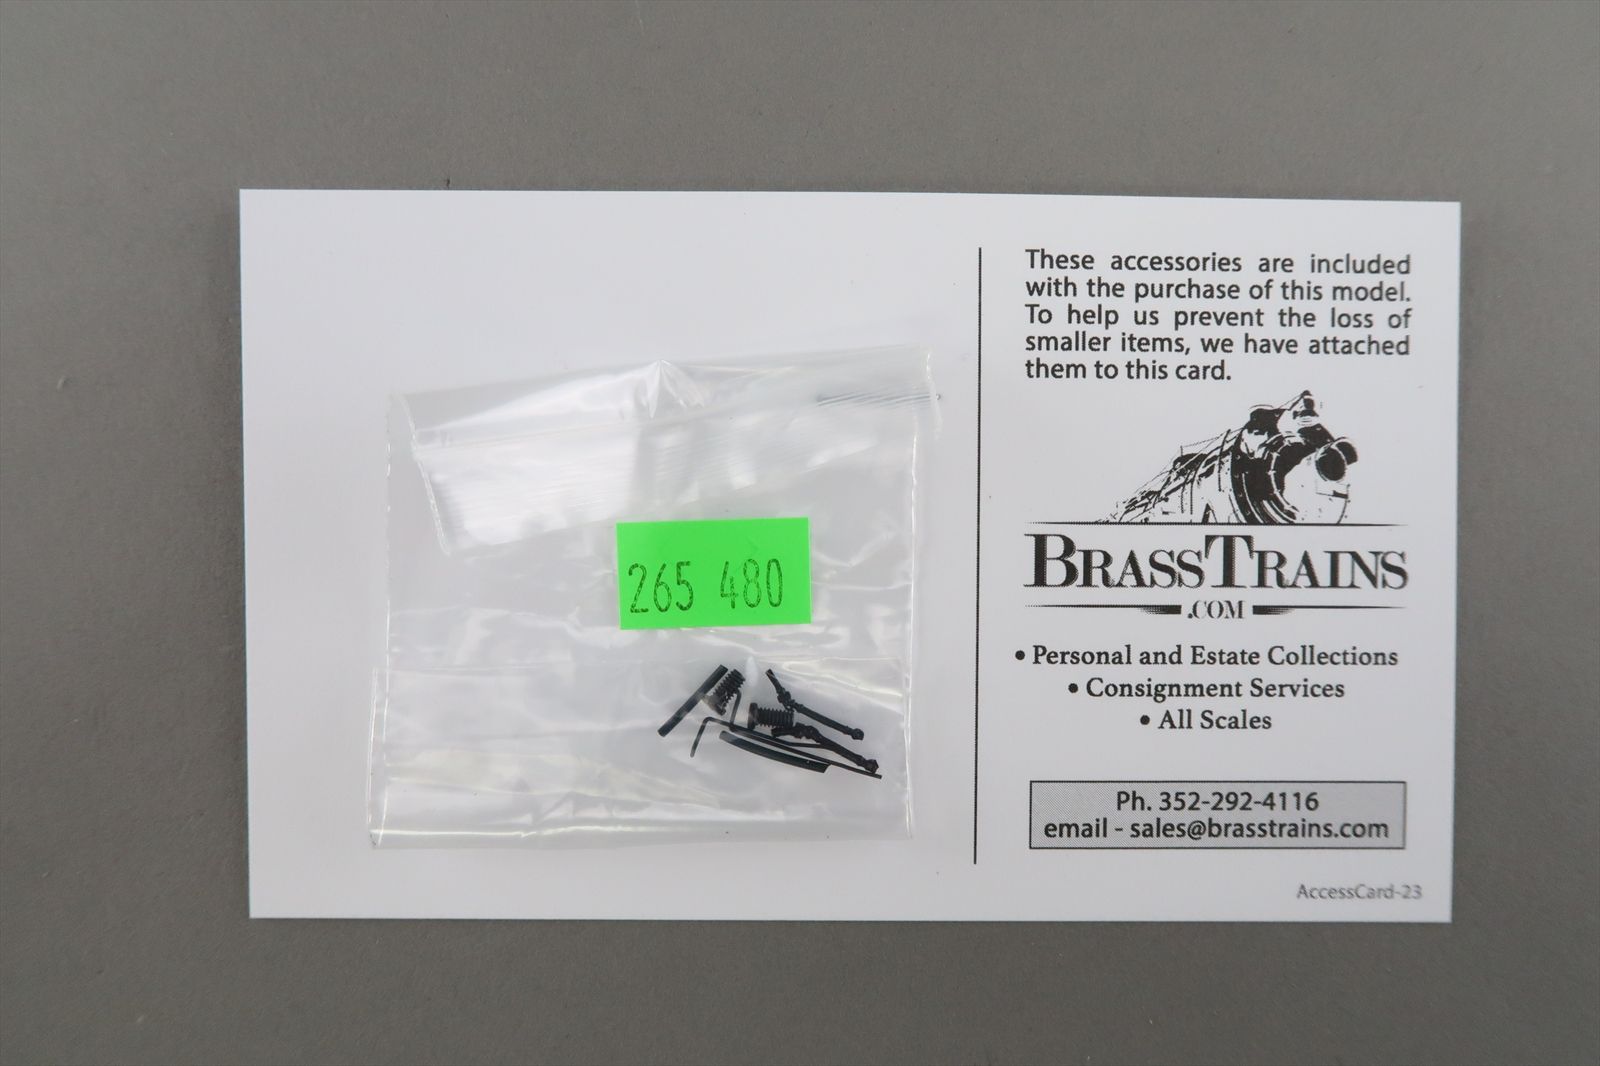 265 480
These accessories are included
with the purchase of this model.
To help us prevent the loss of
smaller items, we have attached
them to this card.
BRASSTRAINS
.COM
• Personal and Estate Collections
• Consignment Services
• All Scales
Ph. 352-292-4116
email - sales@brasstrains.com
AccessCard-23